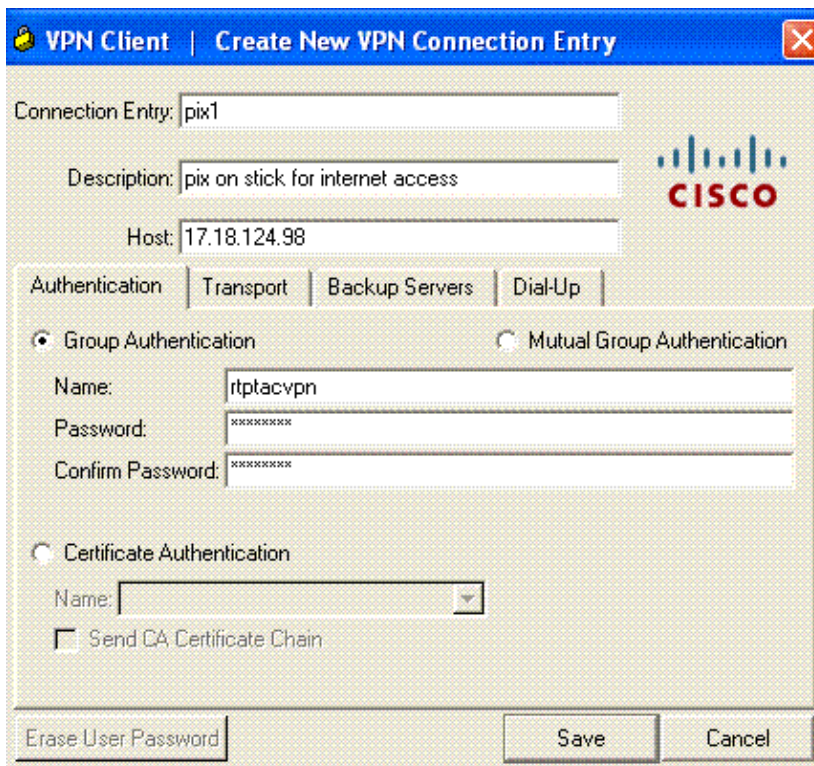 VPN Client | Create New VPN Connection Entry
Connection Entry: pix1
Description: pix on stick for internet access
CISCO
Host: 17.18.124.98
Authentication Transport Backup Servers Dial-Up
Group Authentication Mutual Group Authentication
Name: rtptacvpn
Password: ********
Confirm Password: ********
Certificate Authentication
Name:
Send CA Certificate Chain
Erase User Password Save Cancel